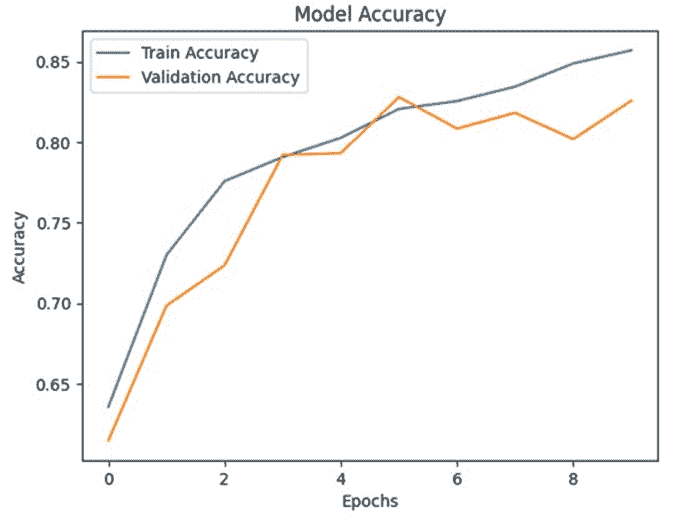 Model Accuracy
Train Accuracy
Validation Accuracy
0.85
0.80
0.75
0.70
0.65
Accuracy
0 2 4 6 8
Epochs